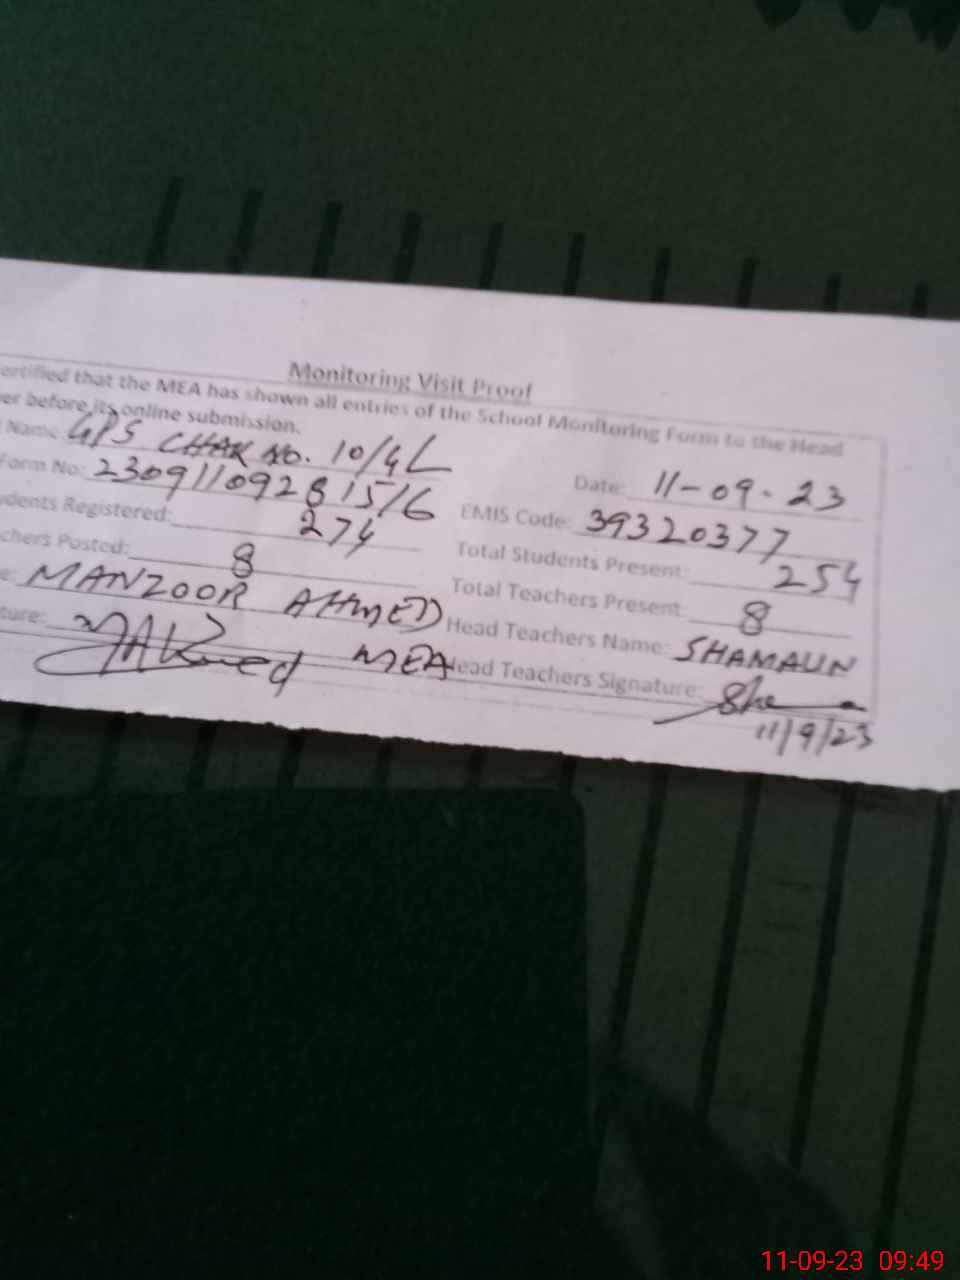 Monitoring Visit Proof
ertified that the MEA has shown all entries of the School Monitoring Form to the Head
er before its online submission.
Name GPS CHAK NO. 10/4L
Date: 11-09-23
Form No: 23091109281516
EMIS Code: 39320377
udents Registered: 274
Total Students Present: 254
chers Posted: 8
Total Teachers Present: 8
e: MANZOOR AHMED
Head Teachers Name: SHAMAUN
ture: MAhmed MEA
Head Teachers Signature:
11/9/23
11-09-23 09:49